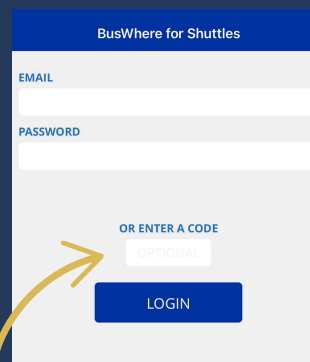 BusWhere for Shuttles
EMAIL
PASSWORD
OR ENTER A CODE
OPTIONAL
LOGIN